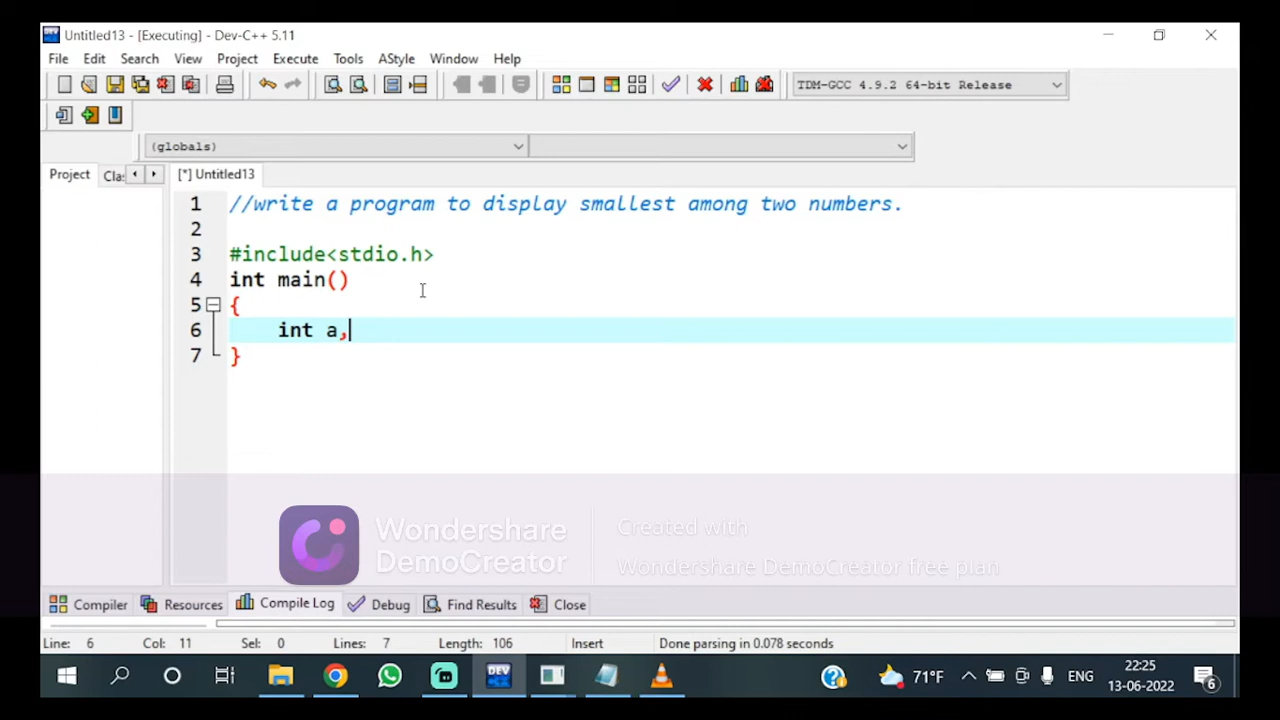 Untitled13 - [Executing] - Dev-C++ 5.11
File Edit Search View Project Execute Tools AStyle Window Help
TDM-GCC 4.9.2 64-bit Release
(globals)
Project Clas [*] Untitled13
1 //write a program to display smallest among two numbers.
2
3 #include<stdio.h>
4 int main()
5 {
6 int a,
7 }
Wondershare DemoCreator
Created with
Wondershare DemoCreator free plan
Compiler Resources Compile Log Debug Find Results Close
Line: 6 Col: 11 Sel: 0 Lines: 7 Length: 106 Insert Done parsing in 0.078 seconds
DEV
71°F ENG 22:25
13-06-2022 6